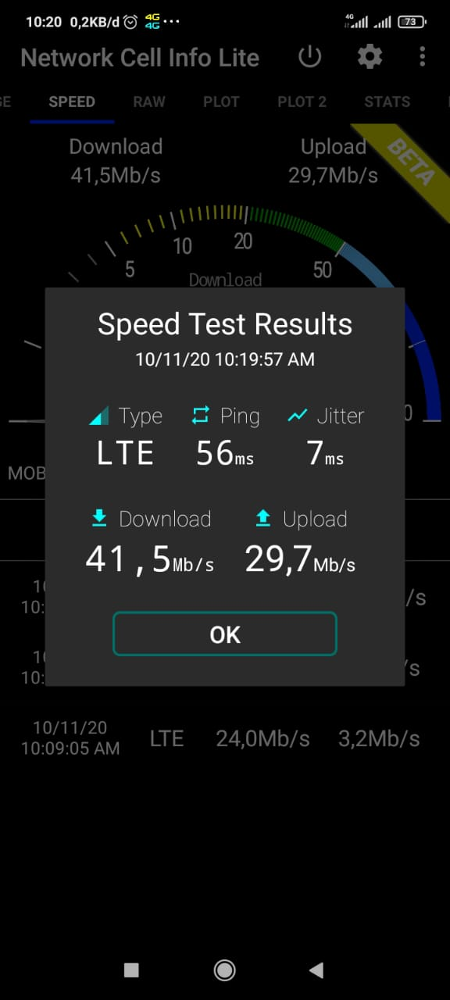 10:20 0,2KB/d 4G 4G ... 4G 73
Network Cell Info Lite
GE SPEED RAW PLOT PLOT 2 STATS
Download Upload
41,5Mb/s 29,7Mb/s
BETA
5 10 20 50
Download
0
Speed Test Results
10/11/20 10:19:57 AM
Type Ping Jitter
LTE 56ms 7ms
MOB
Download Upload
41,5Mb/s 29,7Mb/s
10: /s
OK
10: /s
10/11/20
10:09:05 AM LTE 24,0Mb/s 3,2Mb/s